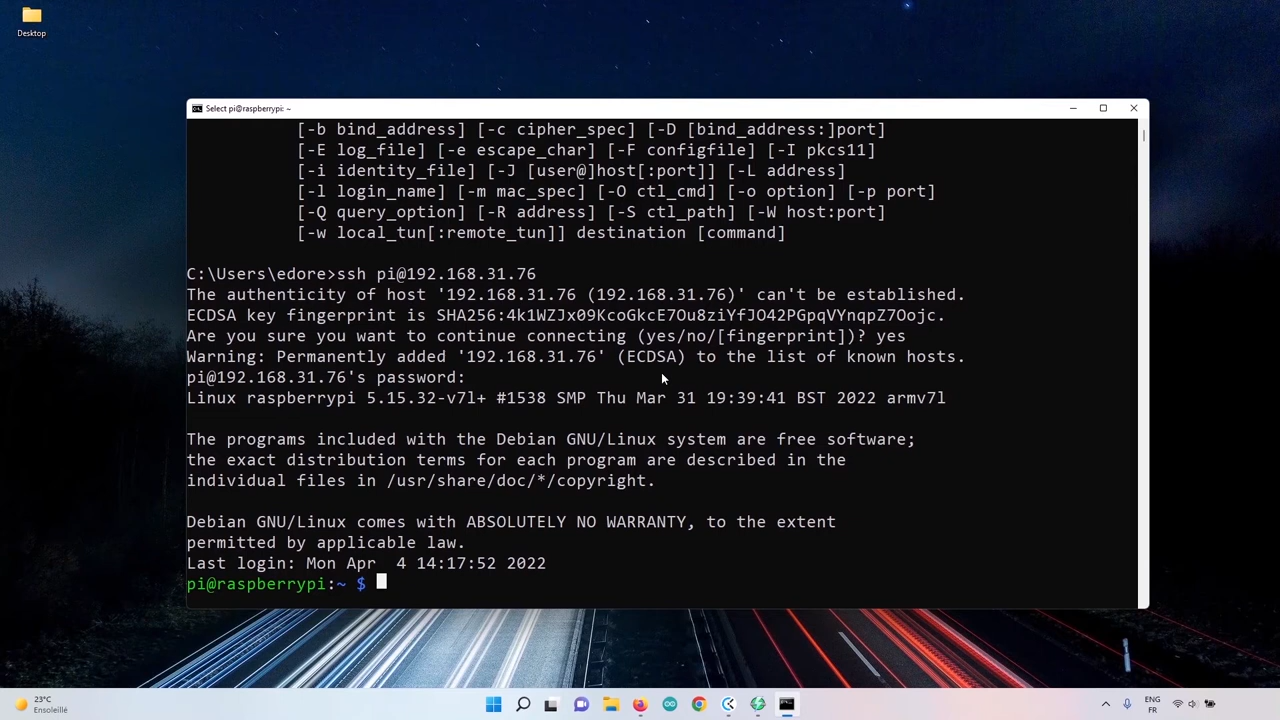 Desktop
Select pi@raspberrypi: ~
[-b bind_address] [-c cipher_spec] [-D [bind_address:]port]
[-E log_file] [-e escape_char] [-F configfile] [-I pkcs11]
[-i identity_file] [-J [user@]host[:port]] [-L address]
[-l login_name] [-m mac_spec] [-O ctl_cmd] [-o option] [-p port]
[-Q query_option] [-R address] [-S ctl_path] [-W host:port]
[-w local_tun[:remote_tun]] destination [command]
C:\Users\edore>ssh pi@192.168.31.76
The authenticity of host '192.168.31.76 (192.168.31.76)' can't be established.
ECDSA key fingerprint is SHA256:4k1WZJx09KcoGkcE7Ou8ziYfJO42PGpqVYnqpZ7Oojc.
Are you sure you want to continue connecting (yes/no/[fingerprint])? yes
Warning: Permanently added '192.168.31.76' (ECDSA) to the list of known hosts.
pi@192.168.31.76's password:
Linux raspberrypi 5.15.32-v7l+ #1538 SMP Thu Mar 31 19:39:41 BST 2022 armv7l
The programs included with the Debian GNU/Linux system are free software;
the exact distribution terms for each program are described in the
individual files in /usr/share/doc/*/copyright.
Debian GNU/Linux comes with ABSOLUTELY NO WARRANTY, to the extent
permitted by applicable law.
Last login: Mon Apr  4 14:17:52 2022
pi@raspberrypi:~ $
23°C
Ensoleillé
ENG
FR